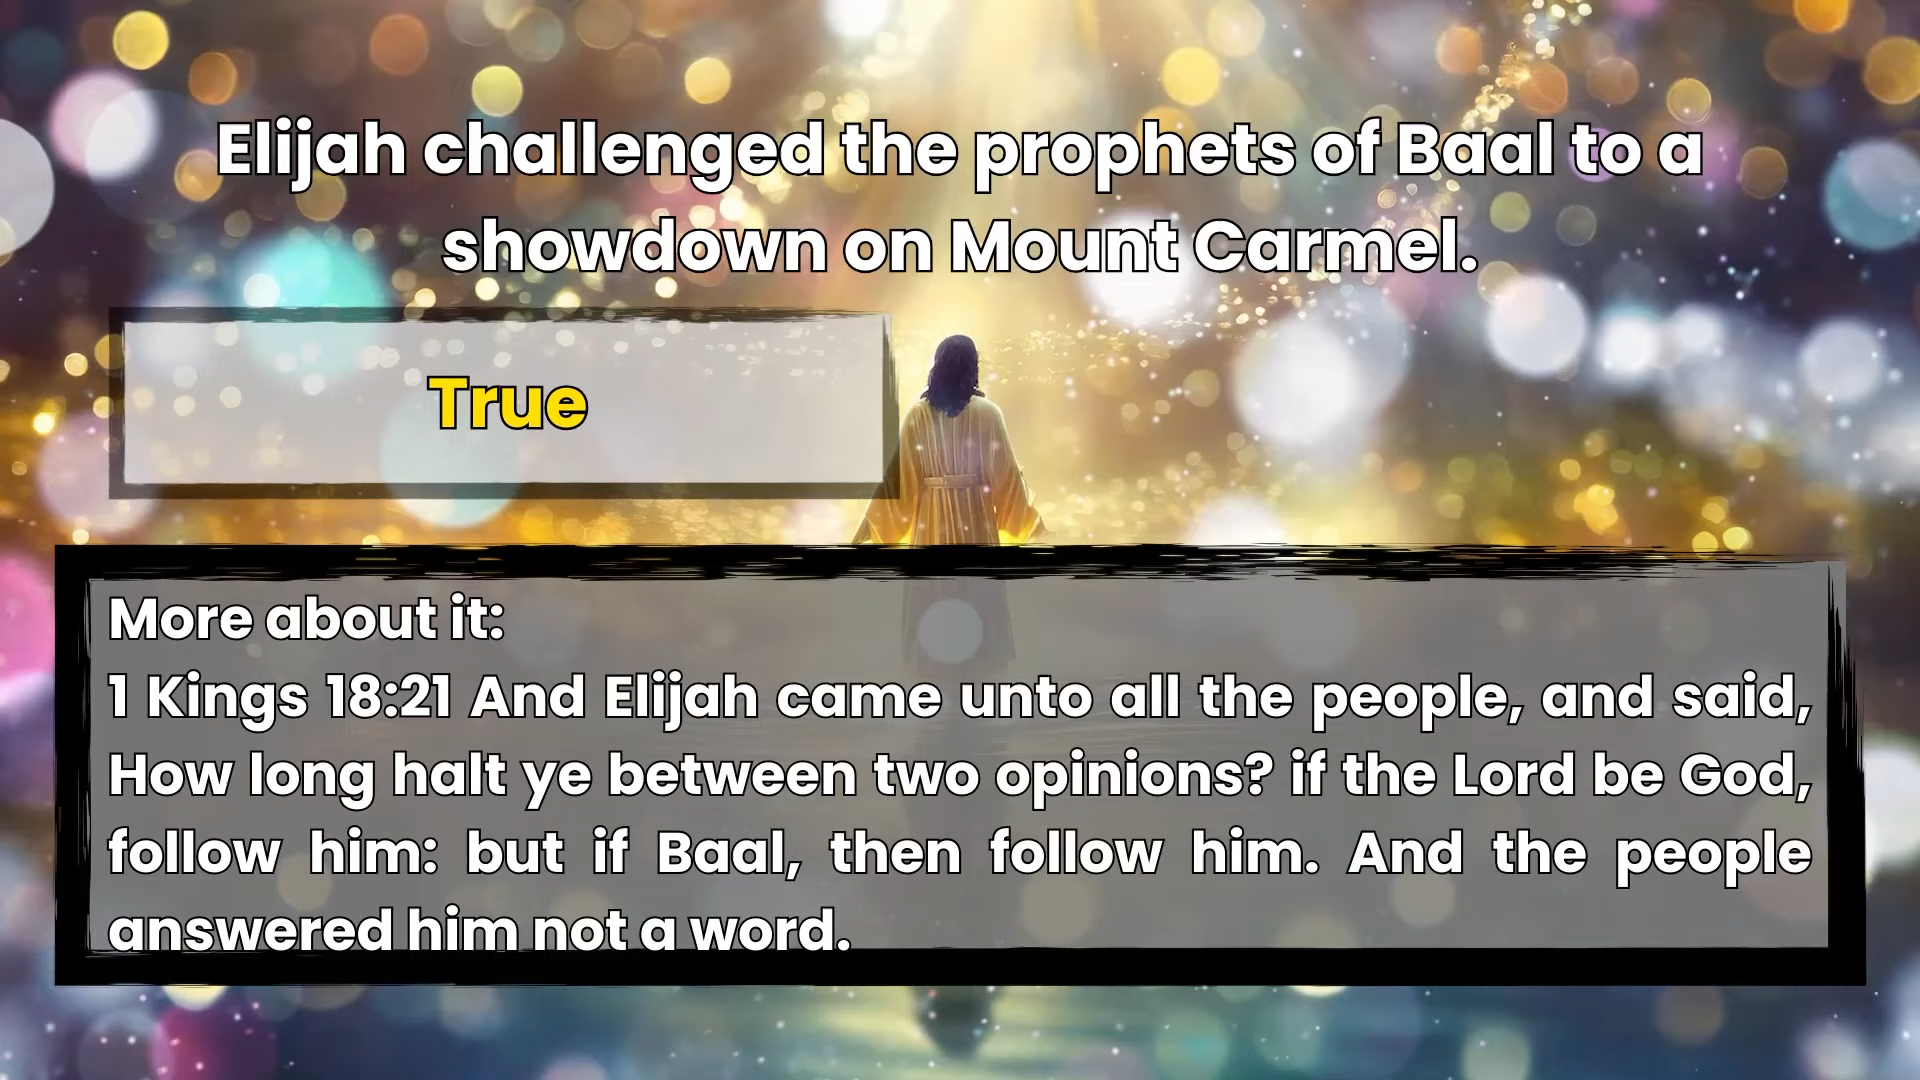 Elijah challenged the prophets of Baal to a
showdown on Mount Carmel.
True
More about it:
1 Kings 18:21 And Elijah came unto all the people, and said,
How long halt ye between two opinions? if the Lord be God,
follow him: but if Baal, then follow him. And the people
answered him not a word.